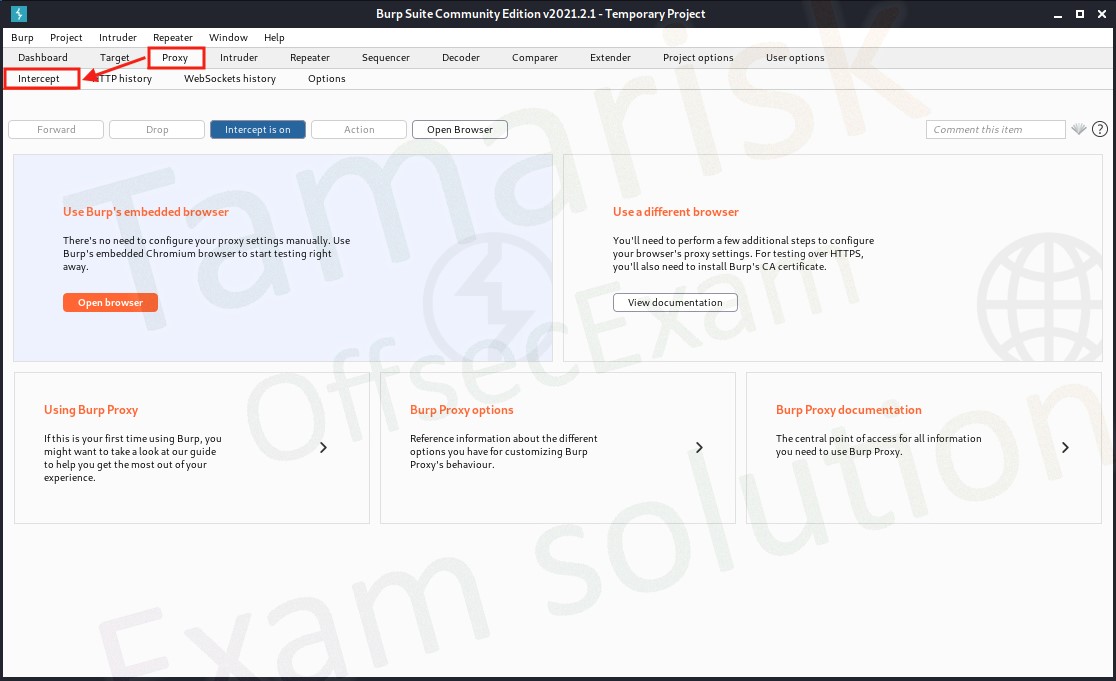 Burp Suite Community Edition v2021.2.1 - Temporary Project
Burp Project Intruder Repeater Window Help
Dashboard Target Proxy Intruder Repeater Sequencer Decoder Comparer Extender Project options User options
Intercept HTTP history WebSockets history Options
Forward Drop Intercept is on Action Open Browser Comment this item ?
Use Burp's embedded browser
There's no need to configure your proxy settings manually. Use
Burp's embedded Chromium browser to start testing right
away.
Open browser
Use a different browser
You'll need to perform a few additional steps to configure
your browser's proxy settings. For testing over HTTPS,
you'll also need to install Burp's CA certificate.
View documentation
Using Burp Proxy
If this is your first time using Burp, you
might want to take a look at our guide
to help you get the most out of your
experience.
Burp Proxy options
Reference information about the different
options you have for customizing Burp
Proxy's behaviour.
Burp Proxy documentation
The central point of access for all information
you need to use Burp Proxy.
Tamarisk
OffsecExam
Exam solution